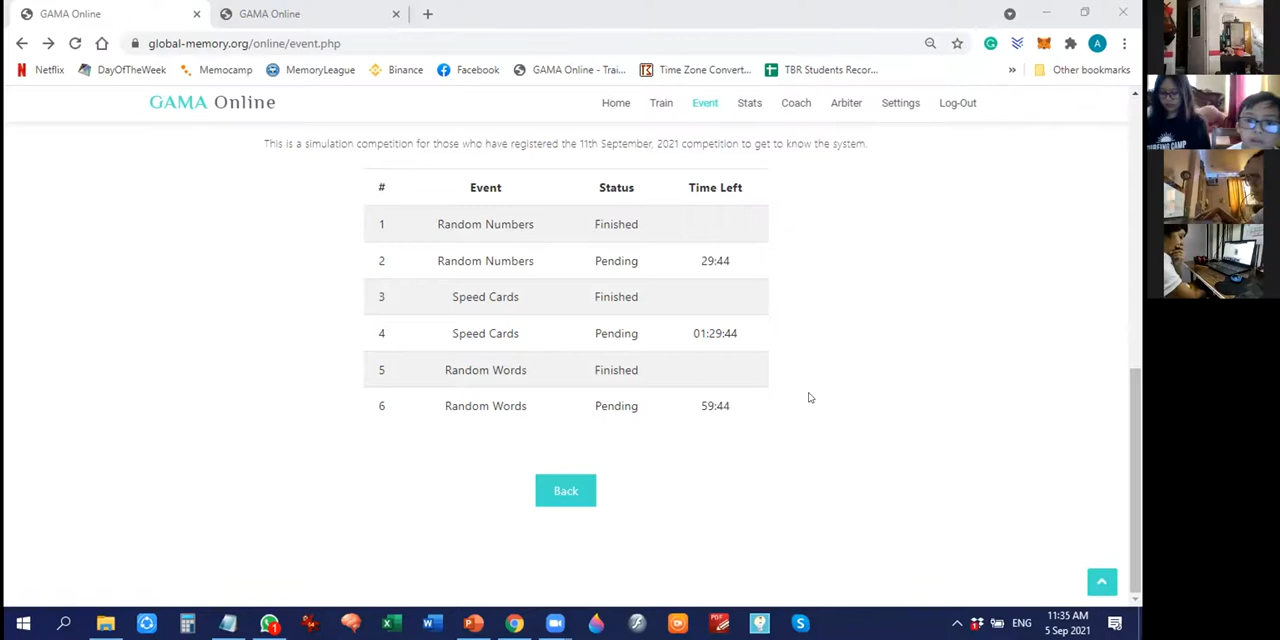 GAMA Online
GAMA Online
global-memory.org/online/event.php
A
Netflix
DayOfTheWeek
Memocamp
MemoryLeague
Binance
Facebook
GAMA Online - Trai...
Time Zone Convert...
TBR Students Recor...
»
Other bookmarks
GAMA Online
Home
Train
Event
Stats
Coach
Arbiter
Settings
Log-Out
This is a simulation competition for those who have registered the 11th September, 2021 competition to get to know the system.
# Event Status Time Left
1 Random Numbers Finished
2 Random Numbers Pending 29:44
3 Speed Cards Finished
4 Speed Cards Pending 01:29:44
5 Random Words Finished
6 Random Words Pending 59:44
Back
ENG
11:35 AM
5 Sep 2021